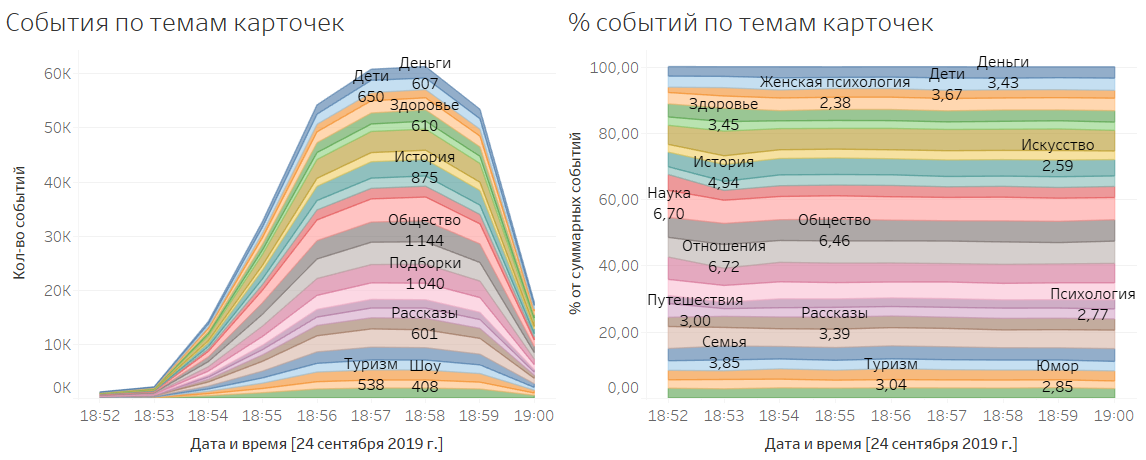 События по темам карточек
60K
50K
40K
30K
20K
10K
0K
Кол-во событий
Деньги
607
Дети
650
Здоровье
610
История
875
Общество
1 144
Подборки
1 040
Рассказы
601
Туризм
538
Шоу
408
18:52 18:53 18:54 18:55 18:56 18:57 18:58 18:59 19:00
Дата и время [24 сентября 2019 г.]
% событий по темам карточек
100,00
80,00
60,00
40,00
20,00
0,00
% от суммарных событий
Деньги
3,43
Дети
3,67
Женская психология
2,38
Здоровье
3,45
Искусство
2,59
История
4,94
Наука
6,70
Общество
6,46
Отношения
6,72
Психология
2,77
Путешествия
3,00
Рассказы
3,39
Семья
3,85
Туризм
3,04
Юмор
2,85
18:52 18:53 18:54 18:55 18:56 18:57 18:58 18:59 19:00
Дата и время [24 сентября 2019 г.]